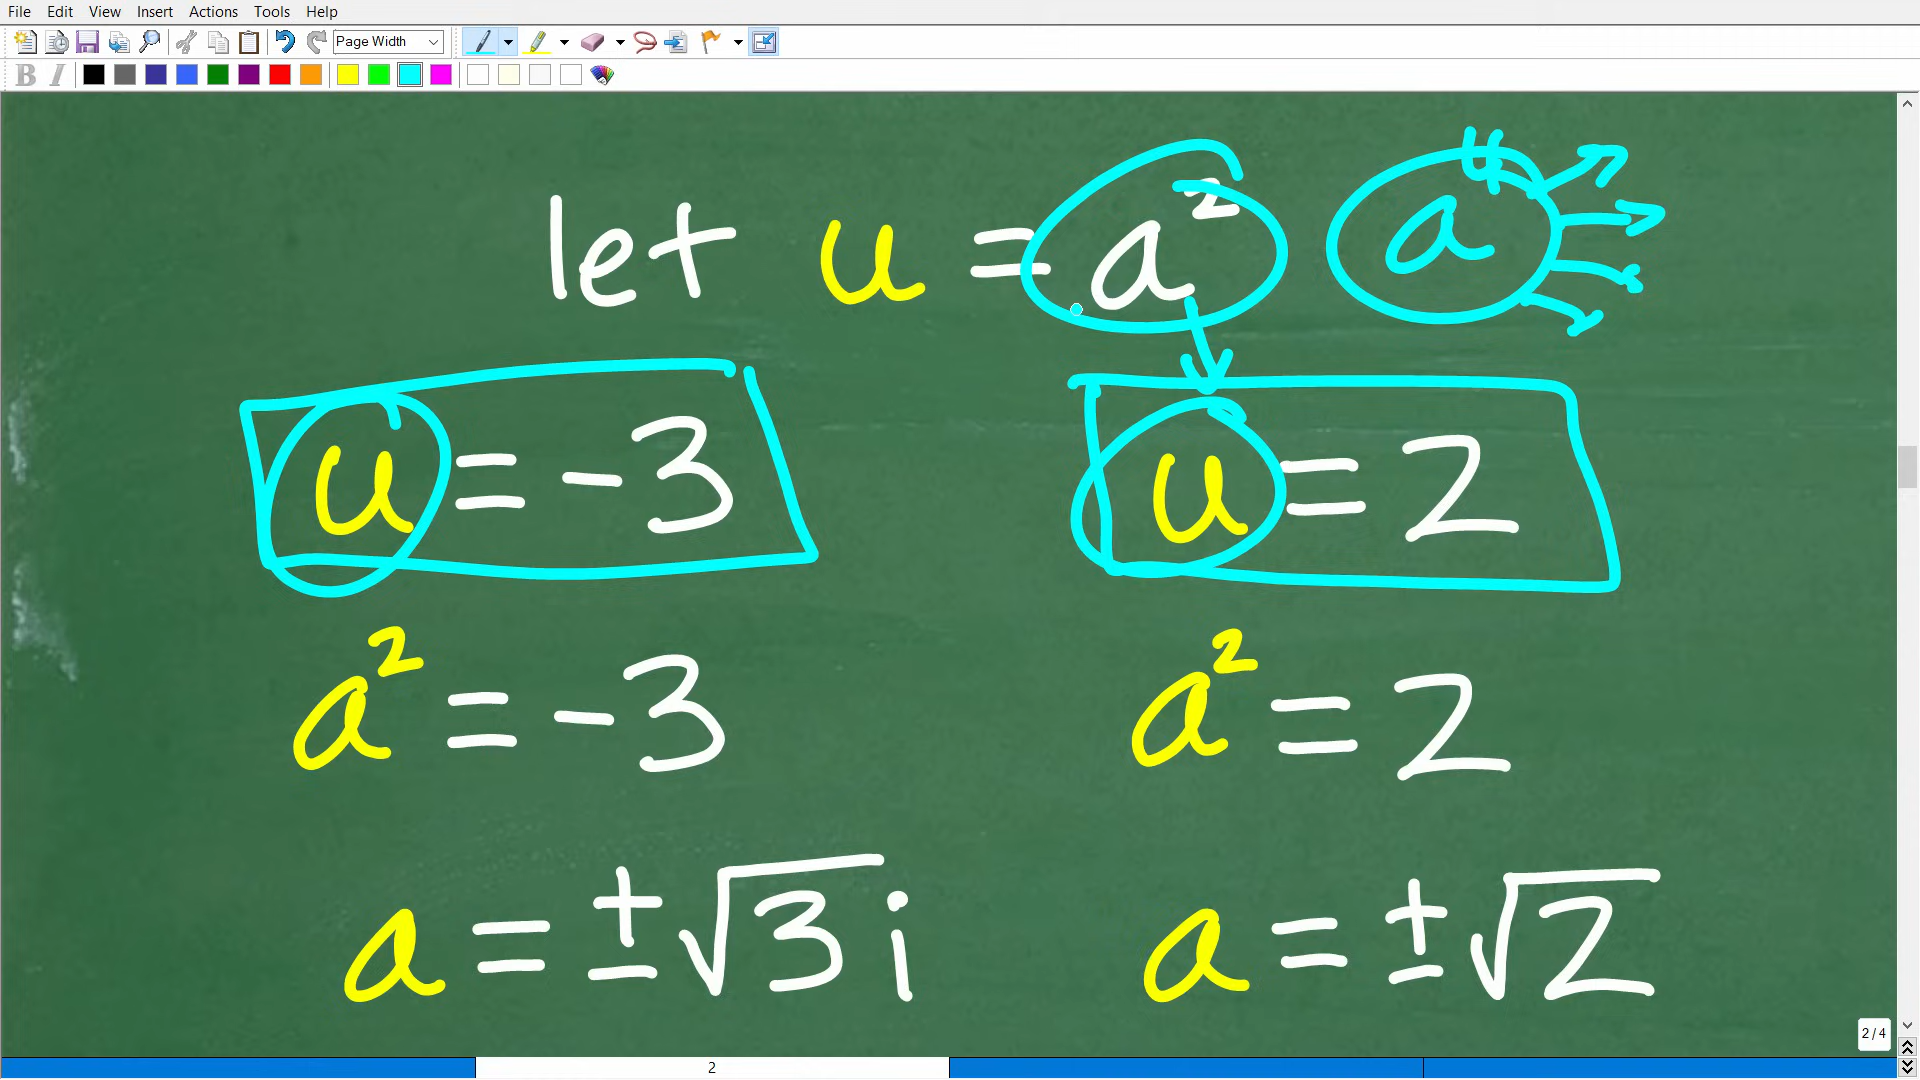 File Edit View Insert Actions Tools Help
Page Width
B I
let u = a² a
u = -3 u = 2
a² = -3 a² = 2
a = ±√3 i a = ±√2
2 / 4
2